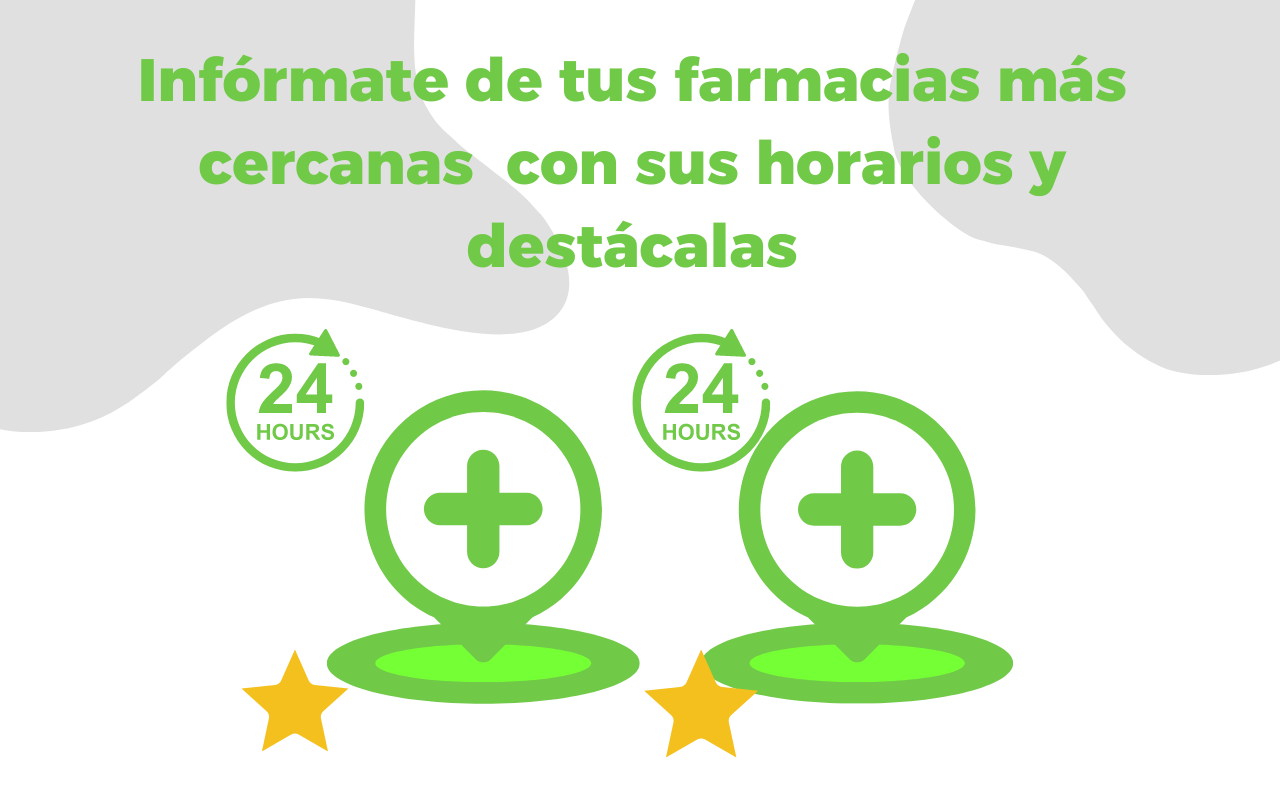 Infórmate de tus farmacias más
cercanas  con sus horarios y
destácalas
24
HOURS
24
HOURS